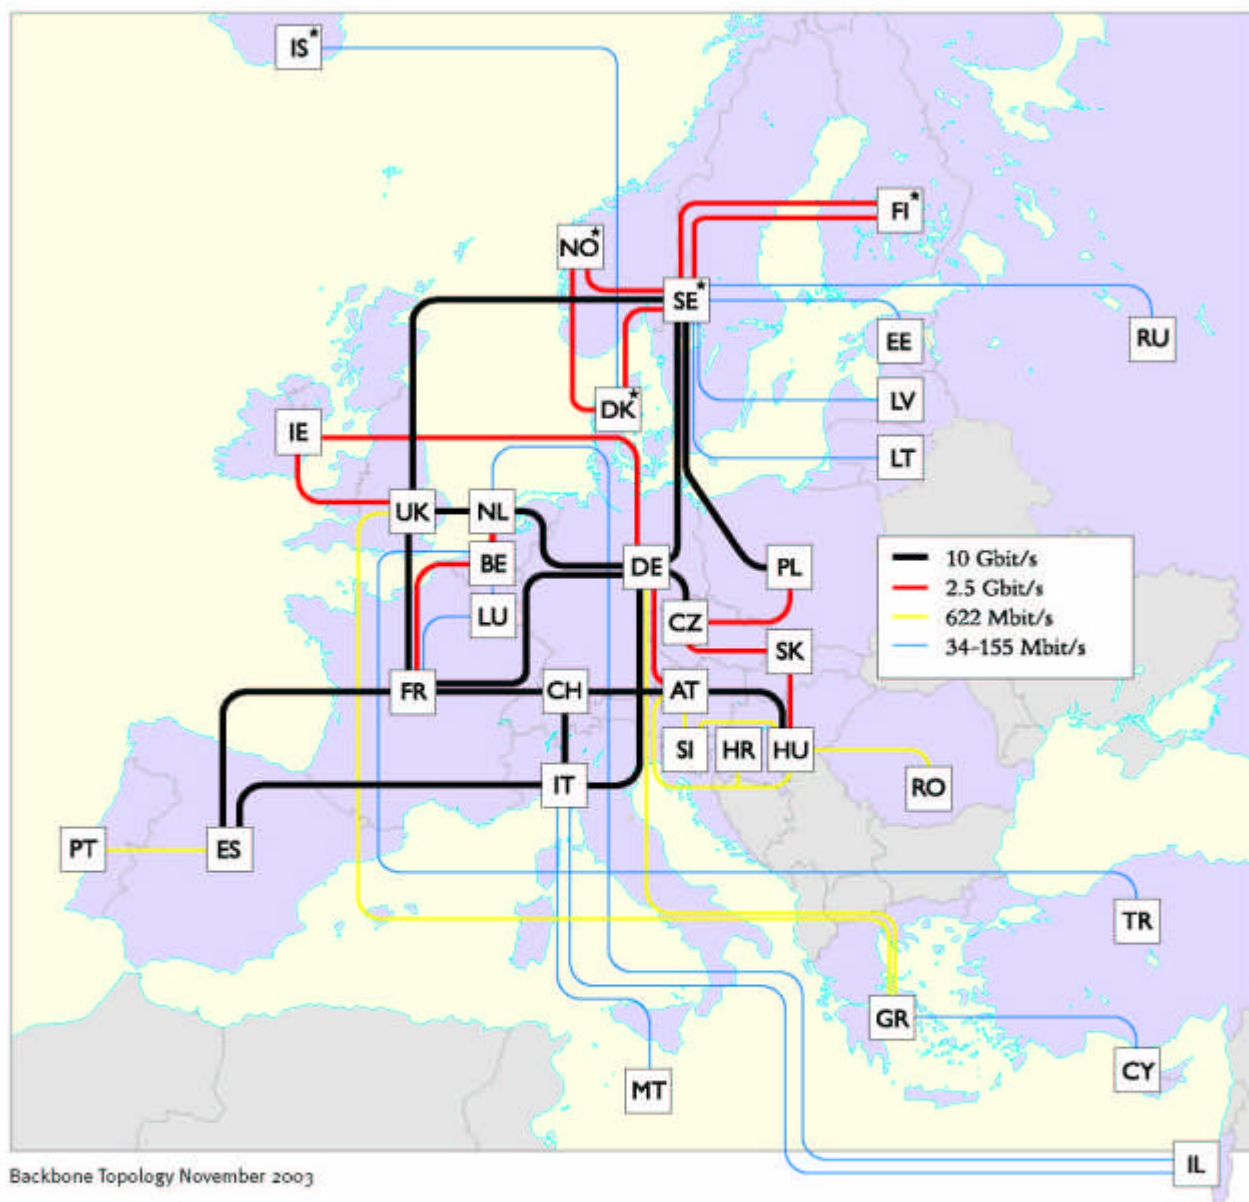 IS*
FI*
NO*
SE*
RU
EE
DK*
LV
IE
LT
UK
NL
BE
DE
PL
10 Gbit/s
2.5 Gbit/s
622 Mbit/s
34-155 Mbit/s
LU
CZ
SK
FR
CH
AT
SI
HR
HU
IT
RO
PT
ES
TR
GR
MT
CY
IL
Backbone Topology November 2003